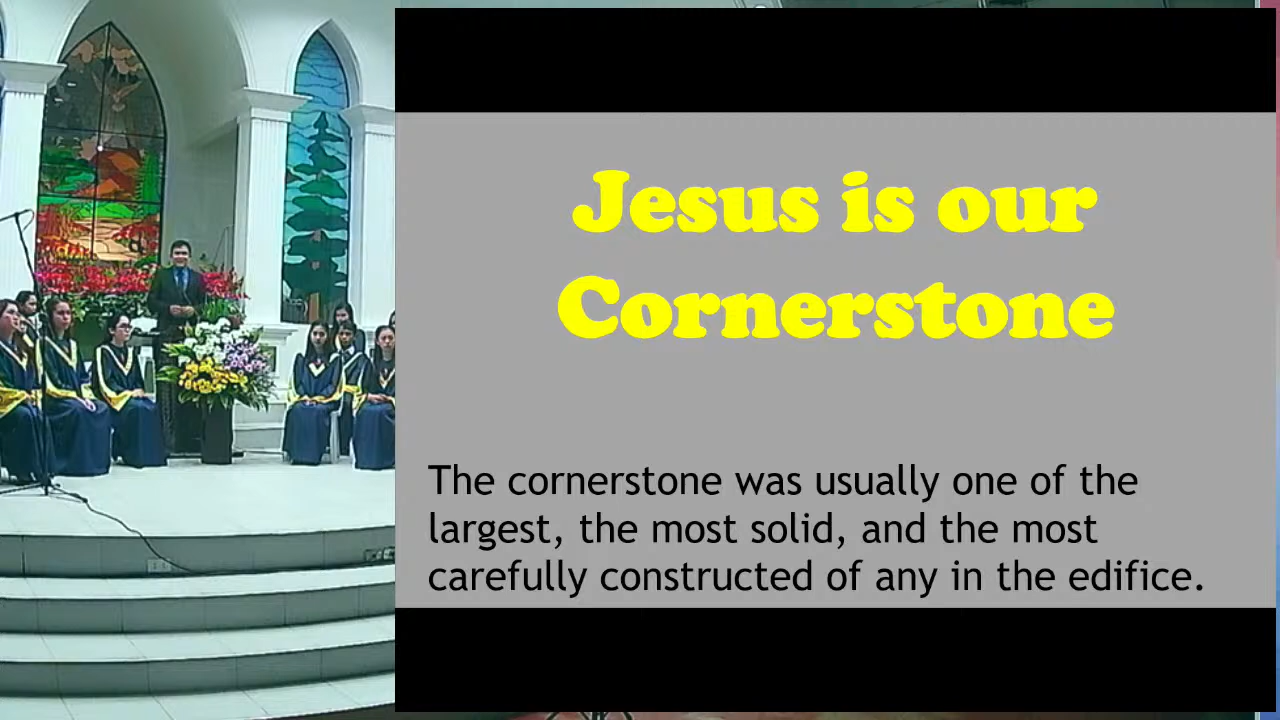 Jesus is our
Cornerstone
The cornerstone was usually one of the
largest, the most solid, and the most
carefully constructed of any in the edifice.